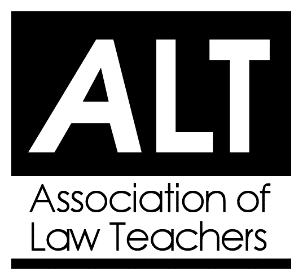 ALT
Association of
Law Teachers